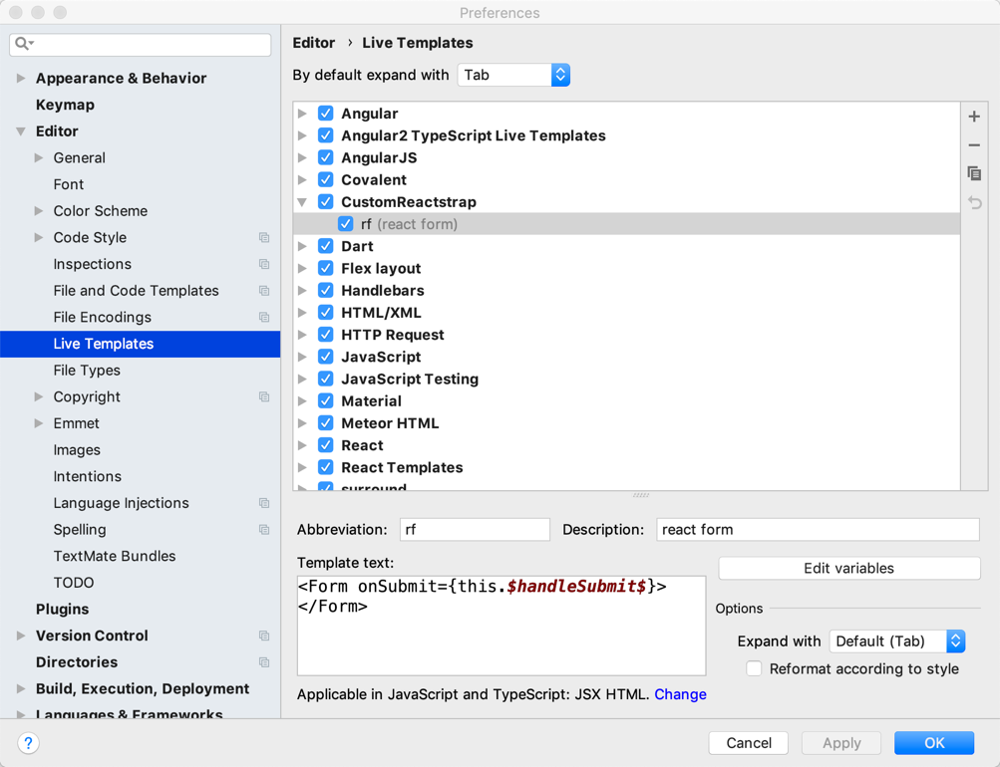 Preferences
Appearance & Behavior
Keymap
Editor
General
Font
Color Scheme
Code Style
Inspections
File and Code Templates
File Encodings
Live Templates
File Types
Copyright
Emmet
Images
Intentions
Language Injections
Spelling
TextMate Bundles
TODO
Plugins
Version Control
Directories
Build, Execution, Deployment
Languages & Frameworks
Editor › Live Templates
By default expand with Tab
Angular
Angular2 TypeScript Live Templates
AngularJS
Covalent
CustomReactstrap
rf (react form)
Dart
Flex layout
Handlebars
HTML/XML
HTTP Request
JavaScript
JavaScript Testing
Material
Meteor HTML
React
React Templates
surround
Abbreviation: rf Description: react form
Template text:
<Form onSubmit={this.$handleSubmit$}>
</Form>
Edit variables
Options
Expand with Default (Tab)
Reformat according to style
Applicable in JavaScript and TypeScript: JSX HTML. Change
? Cancel Apply OK